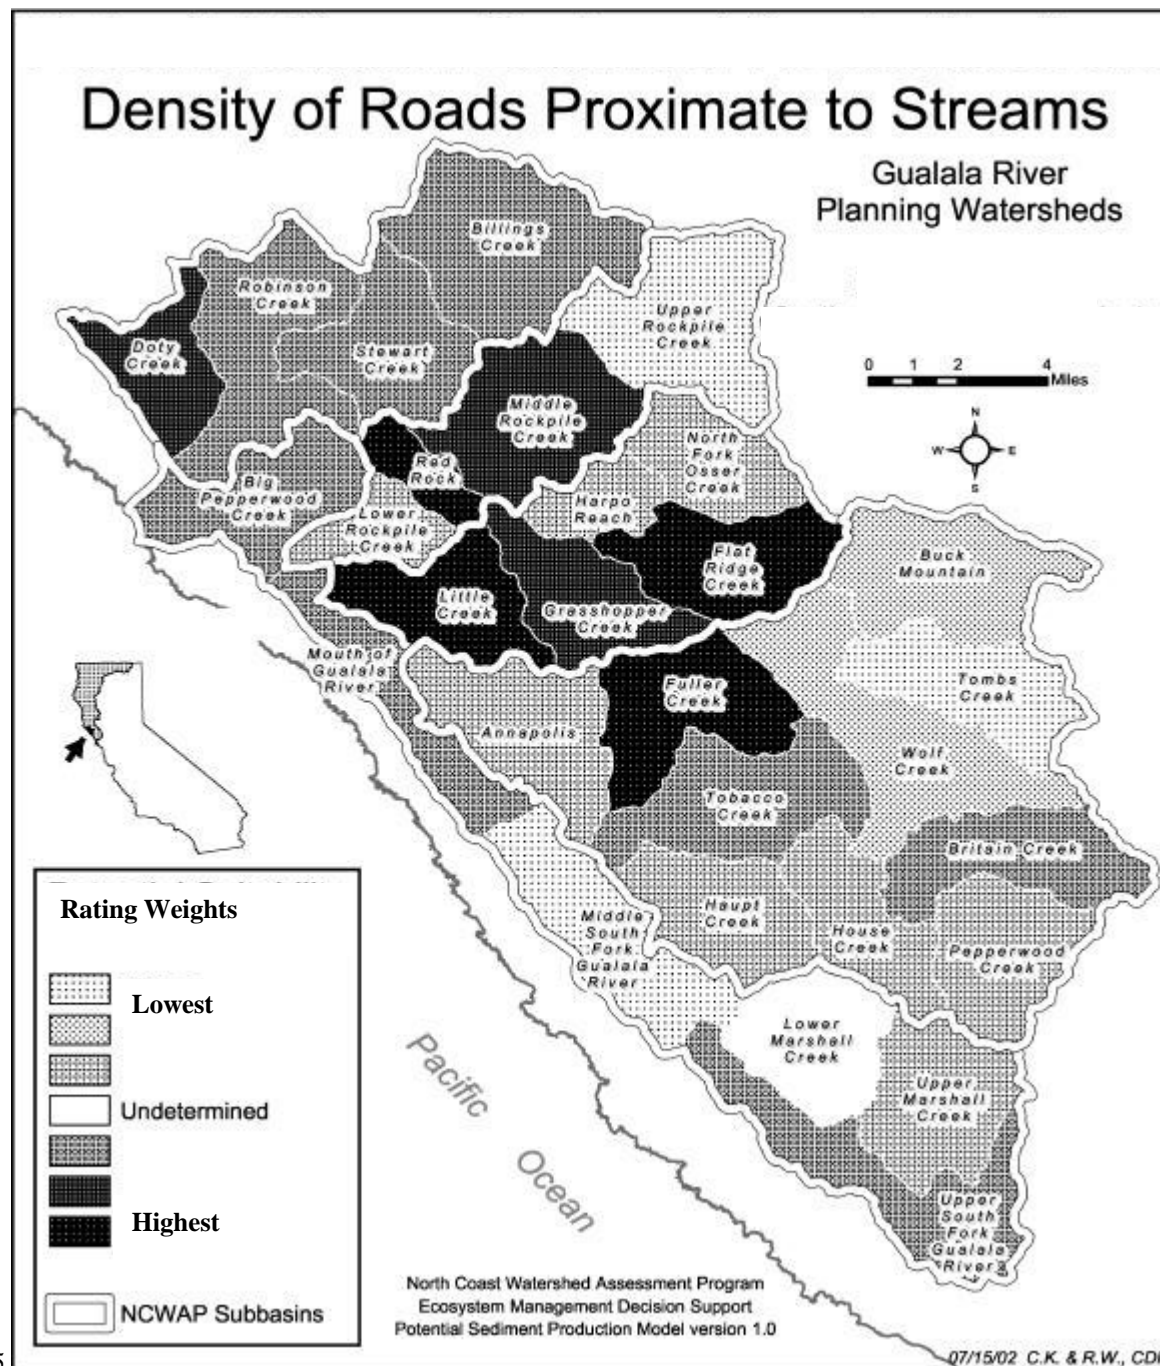 Density of Roads Proximate to Streams
Gualala River
Planning Watersheds
Billings
Creek
Robinson
Creek
Upper
Rockpile
Creek
Doty
Creek
Stewart
Creek
0 1 2 4
Miles
Middle
Rockpile
Creek
N
W E
S
North
Fork
Osser
Creek
Red
Rock
Big
Pepperwood
Creek
Harpo
Reach
Lower
Rockpile
Creek
Flat
Ridge
Creek
Buck
Mountain
Little
Creek
Grasshopper
Creek
Mouth of
Gualala
River
Fuller
Creek
Tombs
Creek
Annapolis
Wolf
Creek
Tobacco
Creek
Britain Creek
Haupt
Creek
House
Creek
Pepperwood
Creek
Middle
South
Fork
Gualala
River
Lower
Marshall
Creek
Upper
Marshall
Creek
Upper
South
Fork
Gualala
River
Pacific
Ocean
Rating Weights
Lowest
Undetermined
Highest
NCWAP Subbasins
North Coast Watershed Assessment Program
Ecosystem Management Decision Support
Potential Sediment Production Model version 1.0
07/15/02 C.K. & R.W., CD